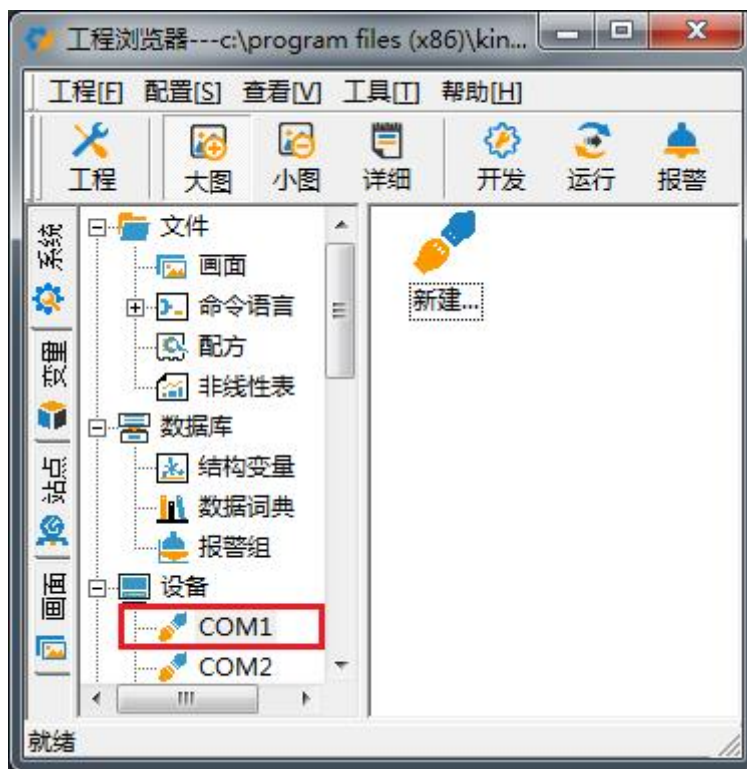 工程浏览器---c:\program files (x86)\kin...
工程[F] 配置[S] 查看[V] 工具[T] 帮助[H]
工程 大图 小图 详细 开发 运行 报警
系统
变量
站点
画面
文件
画面
命令语言
配方
非线性表
数据库
结构变量
数据词典
报警组
设备
COM1
COM2
新建...
就绪